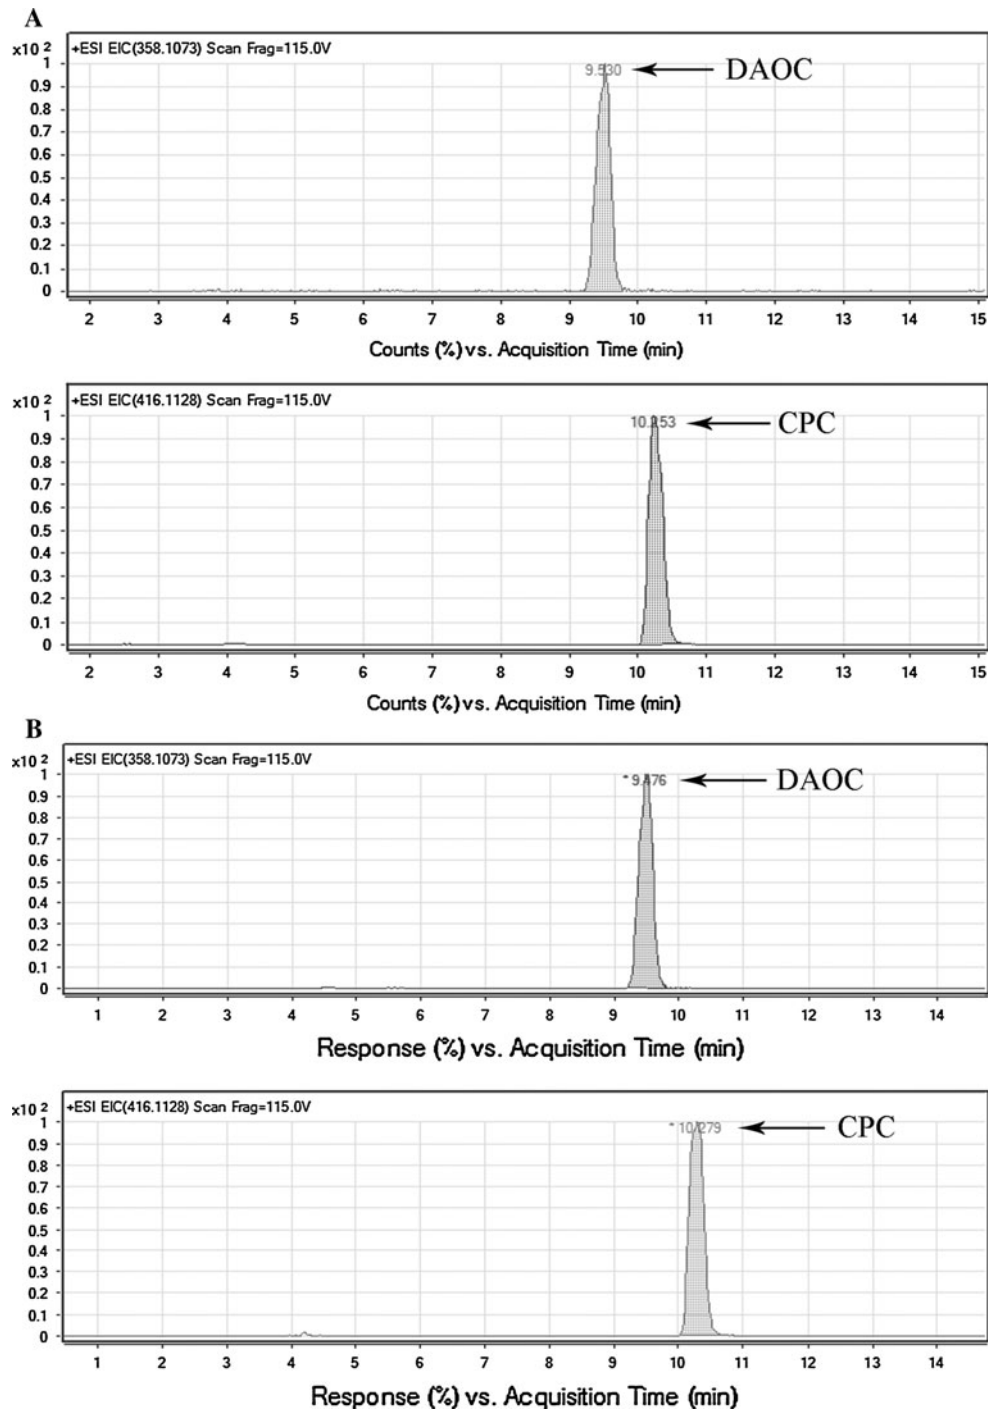 A
x10 2
+ESI EIC(358.1073) Scan Frag=115.0V
9.530
DAOC
1
0.9
0.8
0.7
0.6
0.5
0.4
0.3
0.2
0.1
0
2 3 4 5 6 7 8 9 10 11 12 13 14 15
Counts (%) vs. Acquisition Time (min)
x10 2
+ESI EIC(416.1128) Scan Frag=115.0V
10.253
CPC
1
0.9
0.8
0.7
0.6
0.5
0.4
0.3
0.2
0.1
0
2 3 4 5 6 7 8 9 10 11 12 13 14 15
Counts (%) vs. Acquisition Time (min)
B
x10 2
+ESI EIC(358.1073) Scan Frag=115.0V
* 9.476
DAOC
1
0.9
0.8
0.7
0.6
0.5
0.4
0.3
0.2
0.1
0
1 2 3 4 5 6 7 8 9 10 11 12 13 14
Response (%) vs. Acquisition Time (min)
x10 2
+ESI EIC(416.1128) Scan Frag=115.0V
* 10.279
CPC
1
0.9
0.8
0.7
0.6
0.5
0.4
0.3
0.2
0.1
0
1 2 3 4 5 6 7 8 9 10 11 12 13 14
Response (%) vs. Acquisition Time (min)